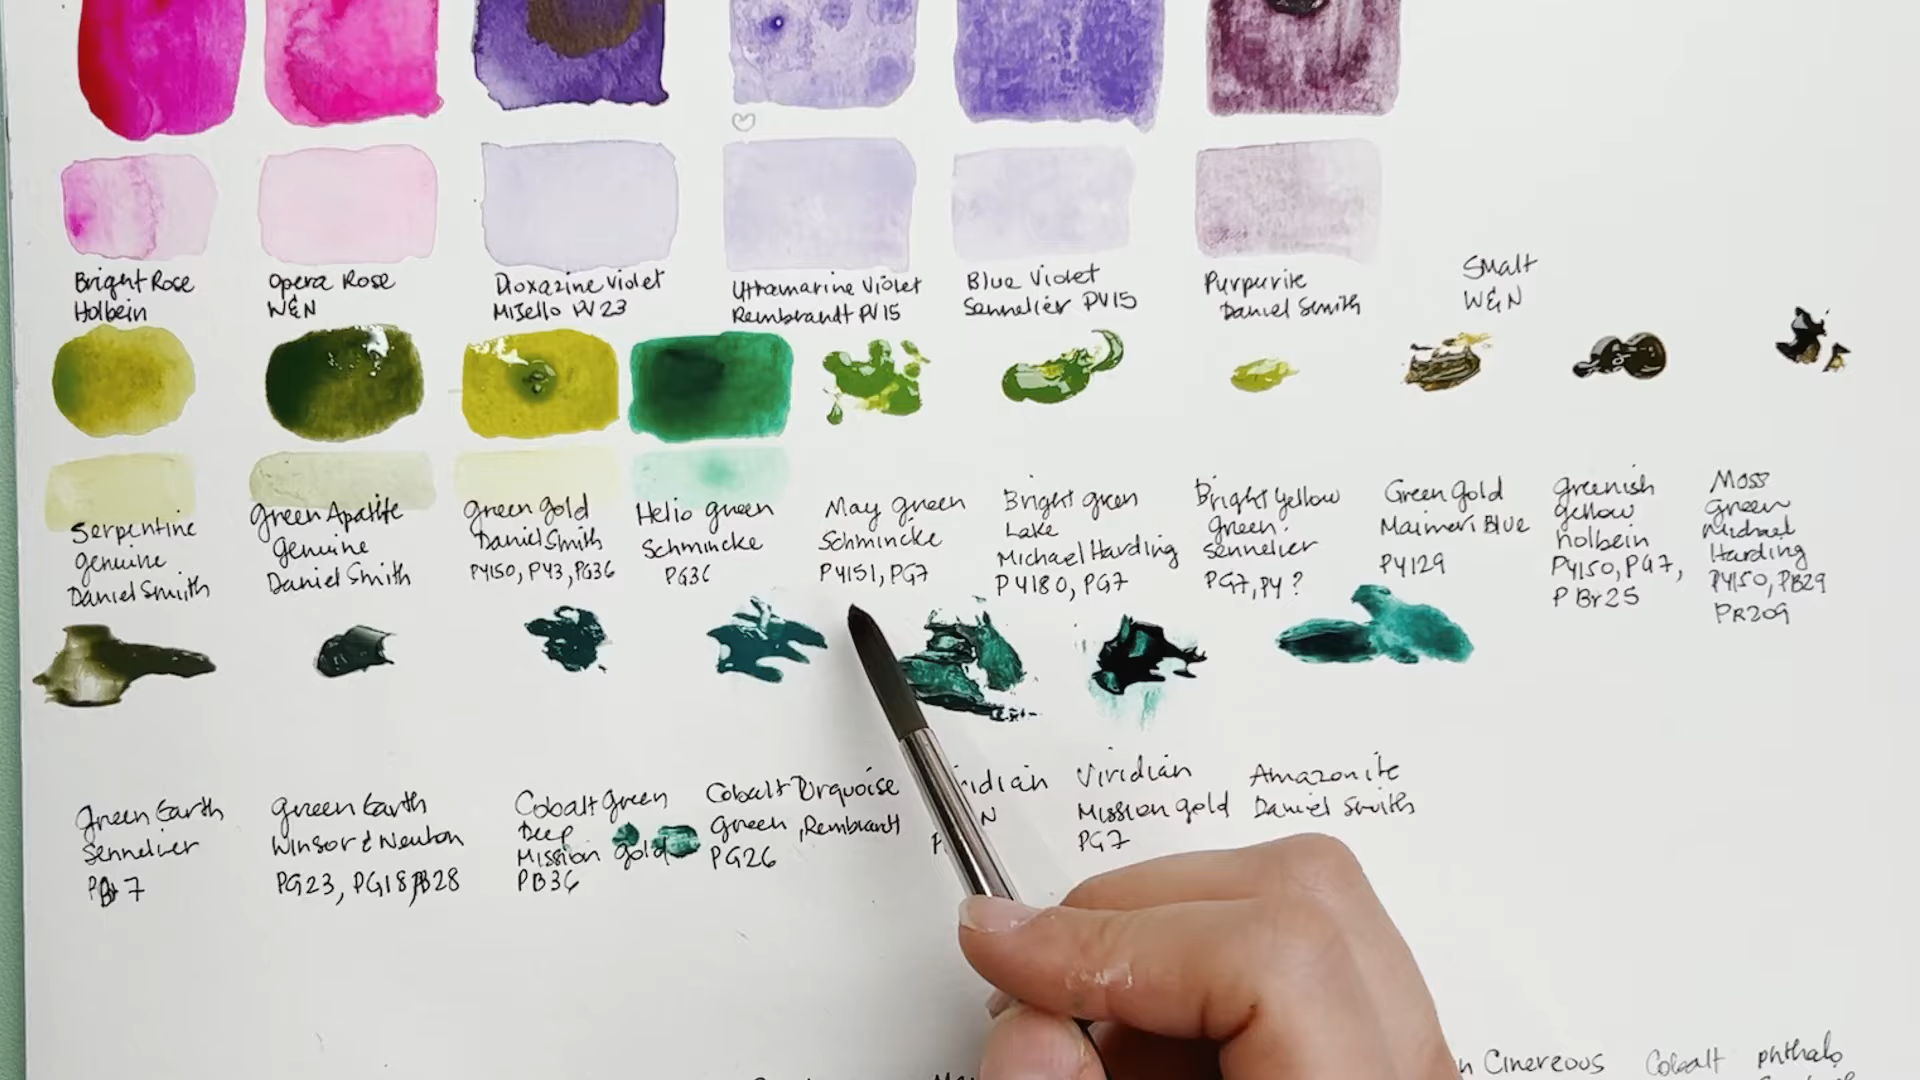 Bright Rose
Holbein
Opera Rose
W&N
Dioxazine Violet
Mijello PV23
Ultramarine Violet
Rembrandt PV15
Blue Violet
Sennelier PV15
Purpurite
Daniel Smith
Smalt
W&N
Serpentine
genuine
Daniel Smith
Green Apatite
Genuine
Daniel Smith
Green gold
Daniel Smith
PY150, PY3, PG36
Helio green
Schmincke
PG36
May green
Schmincke
PY151, PG7
Bright green
Lake
Michael Harding
PY180, PG7
Bright Yellow
green
Sennelier
PG7, PY ?
Green Gold
Maimeri Blue
PY129
greenish
yellow
Holbein
PY150, PG7,
PBr25
Moss
Green
Michael
Harding
PY150, PB29
PR209
Green Earth
Sennelier
7
Green Earth
Winsor & Newton
PG23, PG18, PB28
Cobalt Green
Deep
Mission Gold
PB36
Cobalt Turquoise
Green, Rembrandt
PG26
ridian
N
Viridian
Mission gold
PG7
Amazonite
Daniel Smith
n Cinereous
Cobalt
phthalo